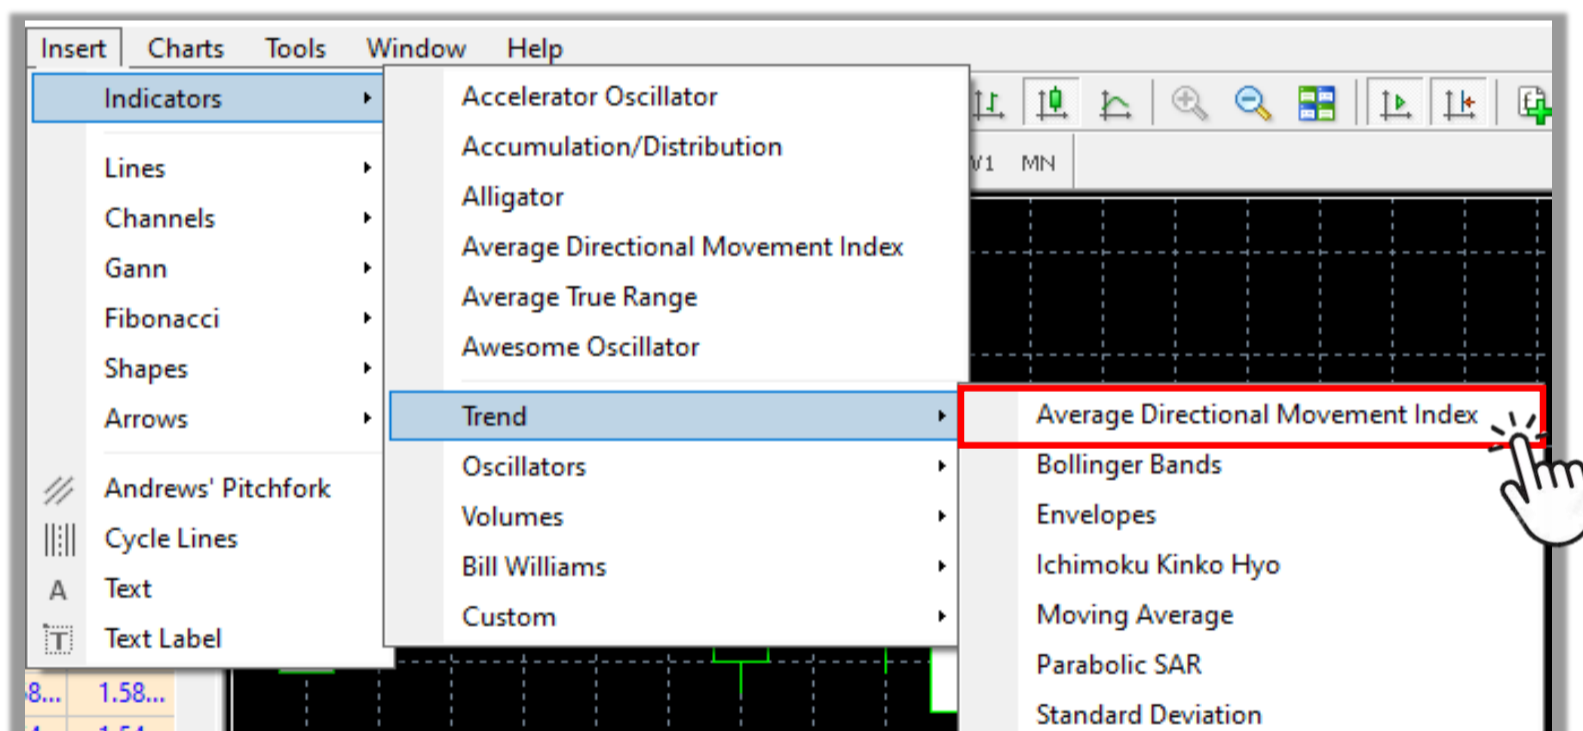 Insert Charts Tools Window Help
Indicators
Lines
Channels
Gann
Fibonacci
Shapes
Arrows
Andrews' Pitchfork
Cycle Lines
A Text
T Text Label
Accelerator Oscillator
Accumulation/Distribution
Alligator
Average Directional Movement Index
Average True Range
Awesome Oscillator
Trend
Oscillators
Volumes
Bill Williams
Custom
Average Directional Movement Index
Bollinger Bands
Envelopes
Ichimoku Kinko Hyo
Moving Average
Parabolic SAR
Standard Deviation
MN
8... 1.58...